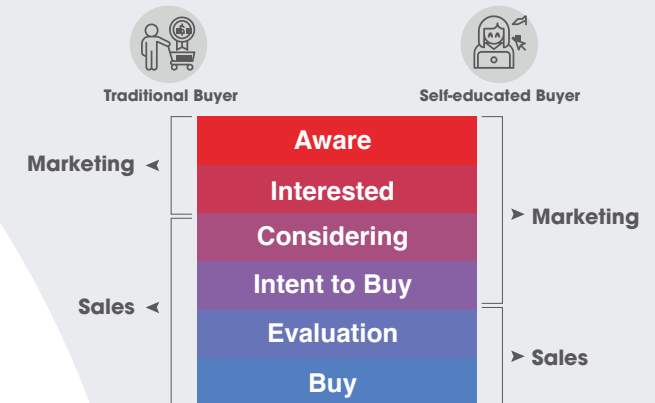 Traditional Buyer
Self-educated Buyer
Aware
Marketing
Interested
Considering
Marketing
Intent to Buy
Sales
Evaluation
Sales
Buy